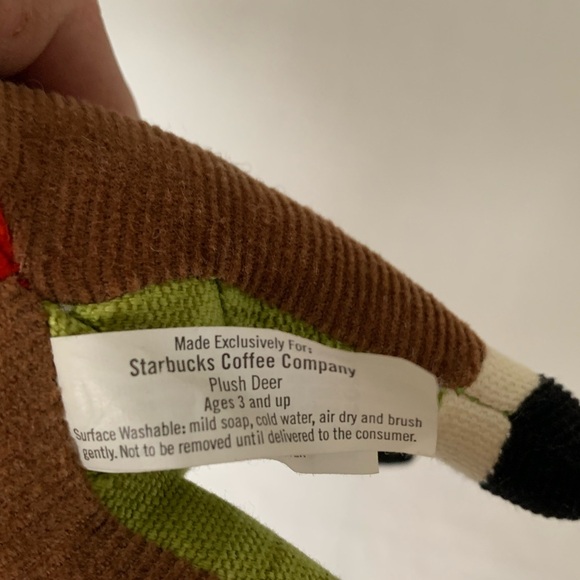 Made Exclusively For:
Starbucks Coffee Company
Plush Deer
Ages 3 and up
Surface Washable: mild soap, cold water, air dry and brush
gently. Not to be removed until delivered to the consumer.